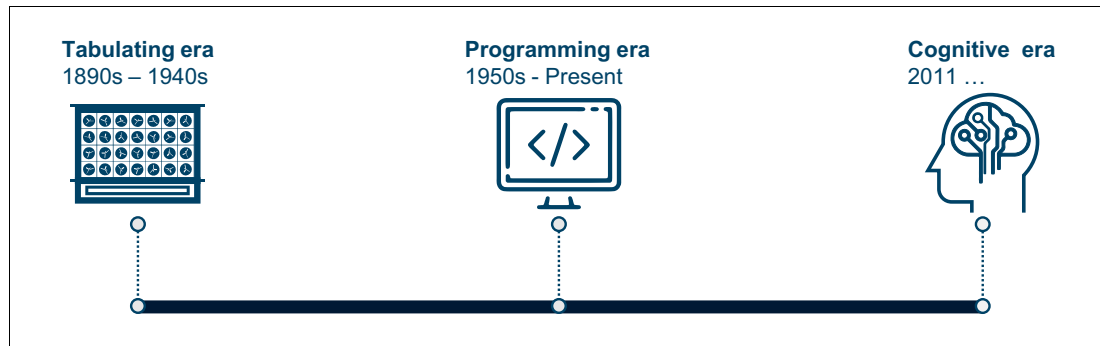 Tabulating era
1890s – 1940s
Programming era
1950s - Present
</>
Cognitive era
2011 …